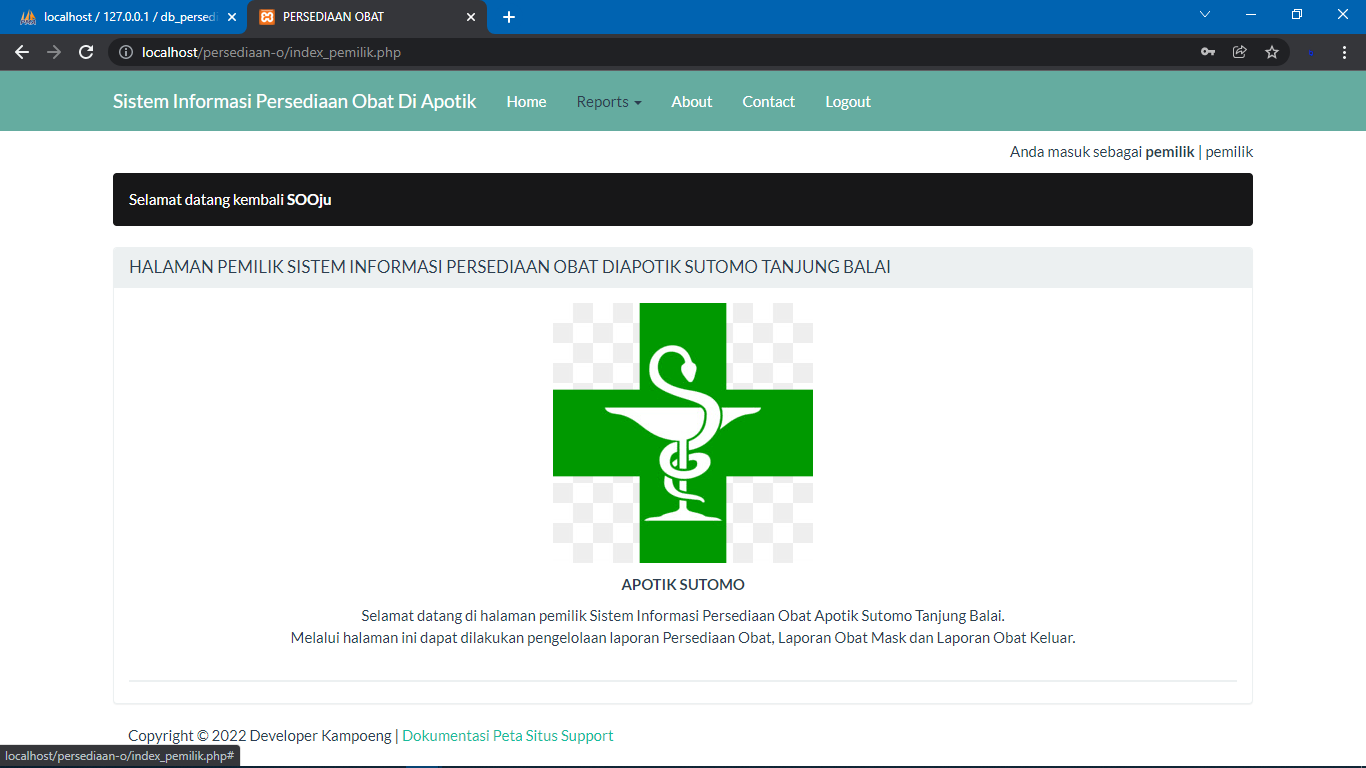 localhost / 127.0.0.1 / db_persedi
PERSEDIAAN OBAT
localhost/persediaan-o/index_pemilik.php
Sistem Informasi Persediaan Obat Di Apotik Home Reports About Contact Logout
Anda masuk sebagai pemilik | pemilik
Selamat datang kembali SOOju
HALAMAN PEMILIK SISTEM INFORMASI PERSEDIAAN OBAT DIAPOTIK SUTOMO TANJUNG BALAI
APOTIK SUTOMO
Selamat datang di halaman pemilik Sistem Informasi Persediaan Obat Apotik Sutomo Tanjung Balai.
Melalui halaman ini dapat dilakukan pengelolaan laporan Persediaan Obat, Laporan Obat Mask dan Laporan Obat Keluar.
Copyright © 2022 Developer Kampoeng | Dokumentasi Peta Situs Support
localhost/persediaan-o/index_pemilik.php#